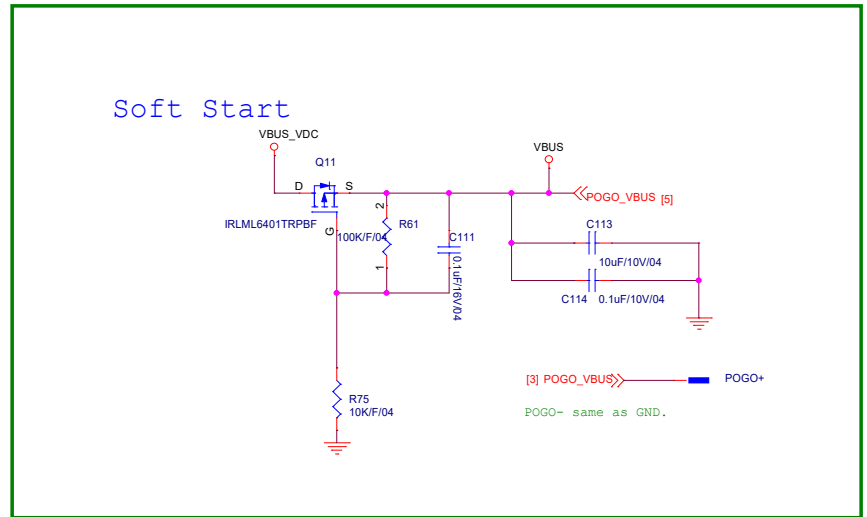 Soft Start
VBUS_VDC
VBUS
Q11
D
S
G
IRLML6401TRPBF
2
R61
100K/F/04
1
C111
0.1uF/16V/04
POGO_VBUS [5]
C113
10uF/10V/04
C114
0.1uF/10V/04
[3] POGO_VBUS
POGO+
POGO- same as GND.
R75
10K/F/04